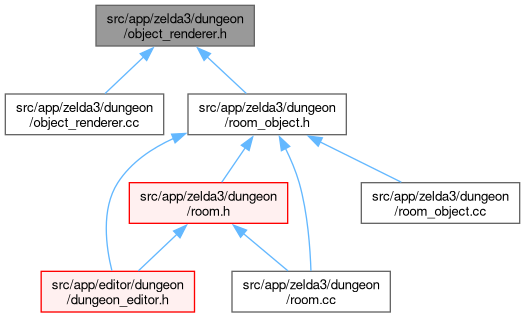 src/app/zelda3/dungeon
/object_renderer.h
src/app/zelda3/dungeon
/object_renderer.cc
src/app/zelda3/dungeon
/room_object.h
src/app/zelda3/dungeon
/room.h
src/app/zelda3/dungeon
/room_object.cc
src/app/editor/dungeon
/dungeon_editor.h
src/app/zelda3/dungeon
/room.cc